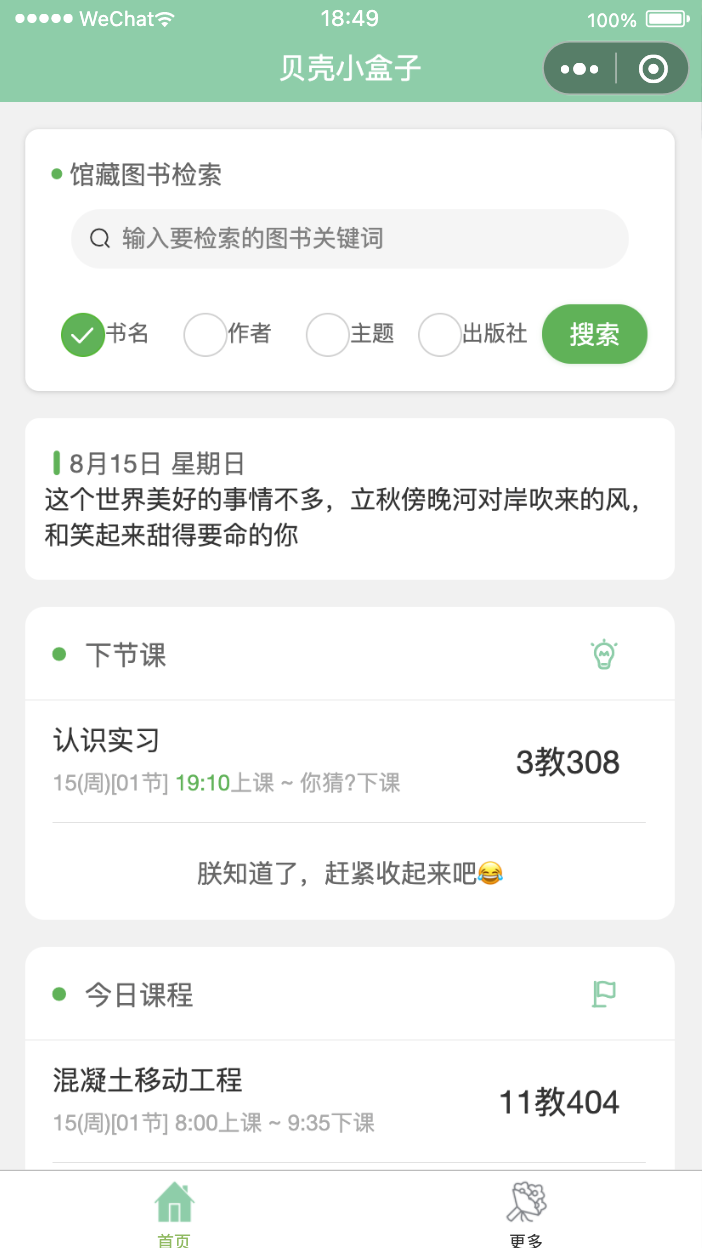 WeChat 18:49 100%
贝壳小盒子
馆藏图书检索
输入要检索的图书关键词
书名 作者 主题 出版社 搜索
8月15日 星期日
这个世界美好的事情不多，立秋傍晚河对岸吹来的风，
和笑起来甜得要命的你
下节课
认识实习
3教308
15(周)[01节] 19:10上课 ~ 你猜?下课
朕知道了，赶紧收起来吧😂
今日课程
混凝土移动工程
11教404
15(周)[01节] 8:00上课 ~ 9:35下课
首页 更多